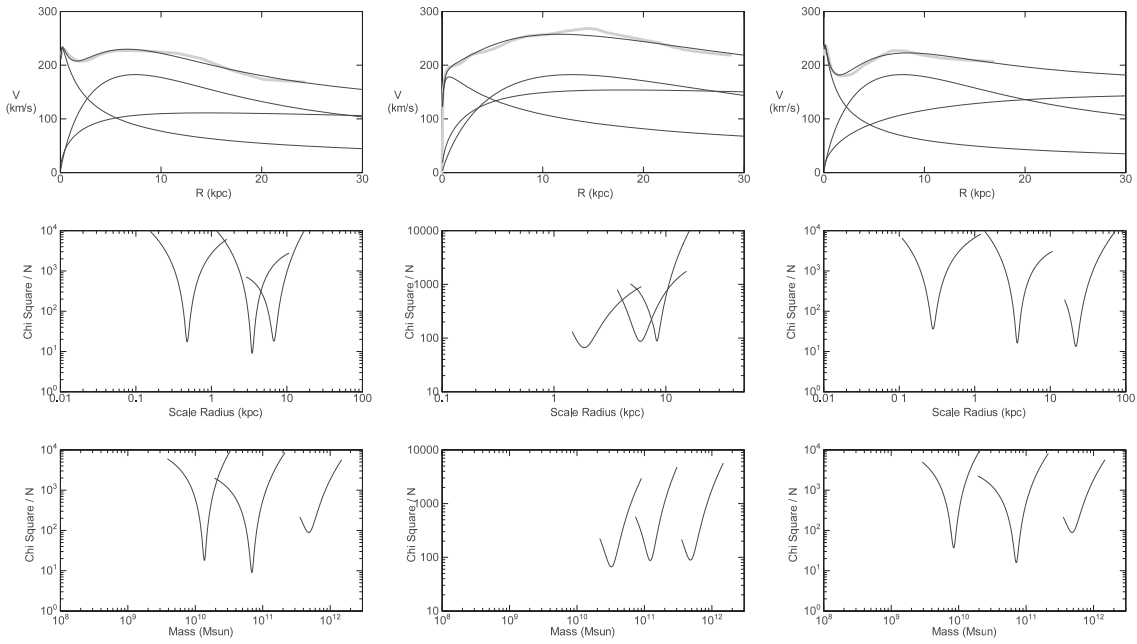 300
200
V
(km/s)
100
0
0 10 20 30
R (kpc)
300
200
V
(km/s)
100
0
0 10 20 30
R (kpc)
300
200
V
(km/s)
100
0
0 10 20 30
R (kpc)
Chi Square / N
10⁴
10³
10²
10¹
10⁰
0.01 0.1 1 10 100
Scale Radius (kpc)
Chi Square / N
10000
1000
100
10
0.1 1 10
Scale Radius (kpc)
Chi Square / N
10⁴
10³
10²
10¹
10⁰
0.01 0 1 1 10 100
Scale Radius (kpc)
Chi Square / N
10⁴
10³
10²
10¹
10⁰
10⁸ 10⁹ 10¹⁰ 10¹¹ 10¹²
Mass (Msun)
Chi Square / N
10000
1000
100
10
10⁸ 10⁹ 10¹⁰ 10¹¹ 10¹²
Mass (Msun)
Chi Square / N
10⁴
10³
10²
10¹
10⁰
10⁸ 10⁹ 10¹⁰ 10¹¹ 10¹²
Mass (Msun)